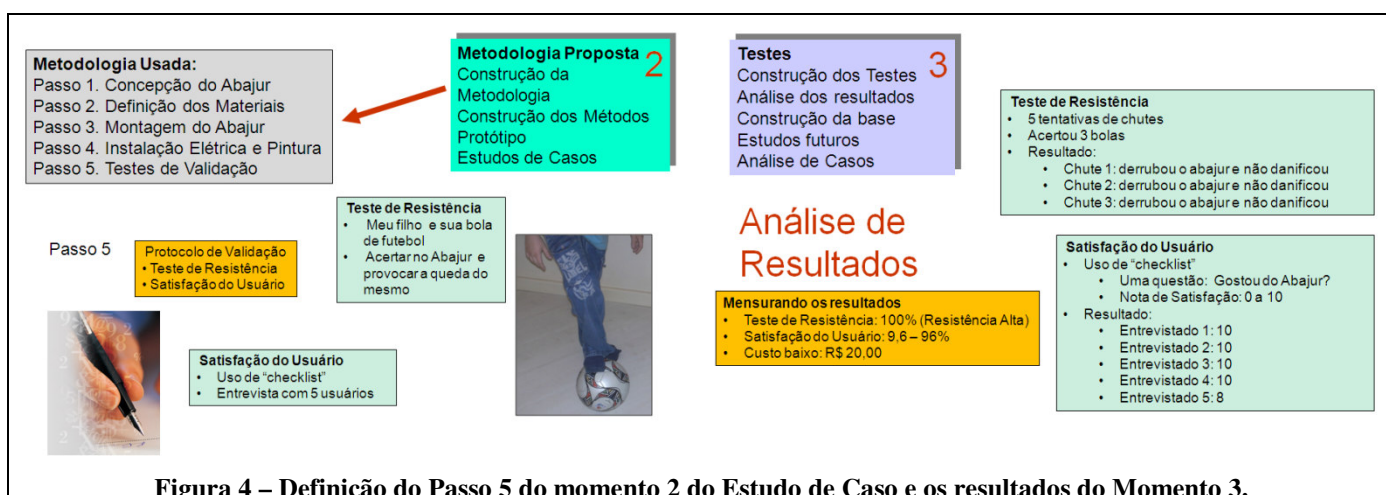 Metodologia Usada:
Passo 1. Concepção do Abajur
Passo 2. Definição dos Materiais
Passo 3. Montagem do Abajur
Passo 4. Instalação Elétrica e Pintura
Passo 5. Testes de Validação
Metodologia Proposta
2
Construção da
Metodologia
Construção dos Métodos
Protótipo
Estudos de Casos
Testes
3
Construção dos Testes
Análise dos resultados
Construção da base
Estudos futuros
Análise de Casos
Teste de Resistência
• 5 tentativas de chutes
• Acertou 3 bolas
• Resultado:
• Chute 1: derrubou o abajur e não danificou
• Chute 2: derrubou o abajur e não danificou
• Chute 3: derrubou o abajur e não danificou
Passo 5
Protocolo de Validação
• Teste de Resistência
• Satisfação do Usuário
Teste de Resistência
• Meu filho e sua bola
de futebol
• Acertar no Abajur e
provocar a queda do
mesmo
Satisfação do Usuário
• Uso de "checklist"
• Entrevista com 5 usuários
Análise de
Resultados
Mensurando os resultados
• Teste de Resistência: 100% (Resistência Alta)
• Satisfação do Usuário: 9,6 – 96%
• Custo baixo: R$ 20,00
Satisfação do Usuário
• Uso de "checklist"
• Uma questão: Gostou do Abajur?
• Nota de Satisfação: 0 a 10
• Resultado:
• Entrevistado 1: 10
• Entrevistado 2: 10
• Entrevistado 3: 10
• Entrevistado 4: 10
• Entrevistado 5: 8
Figura 4 – Definição do Passo 5 do momento 2 do Estudo de Caso e os resultados do Momento 3.